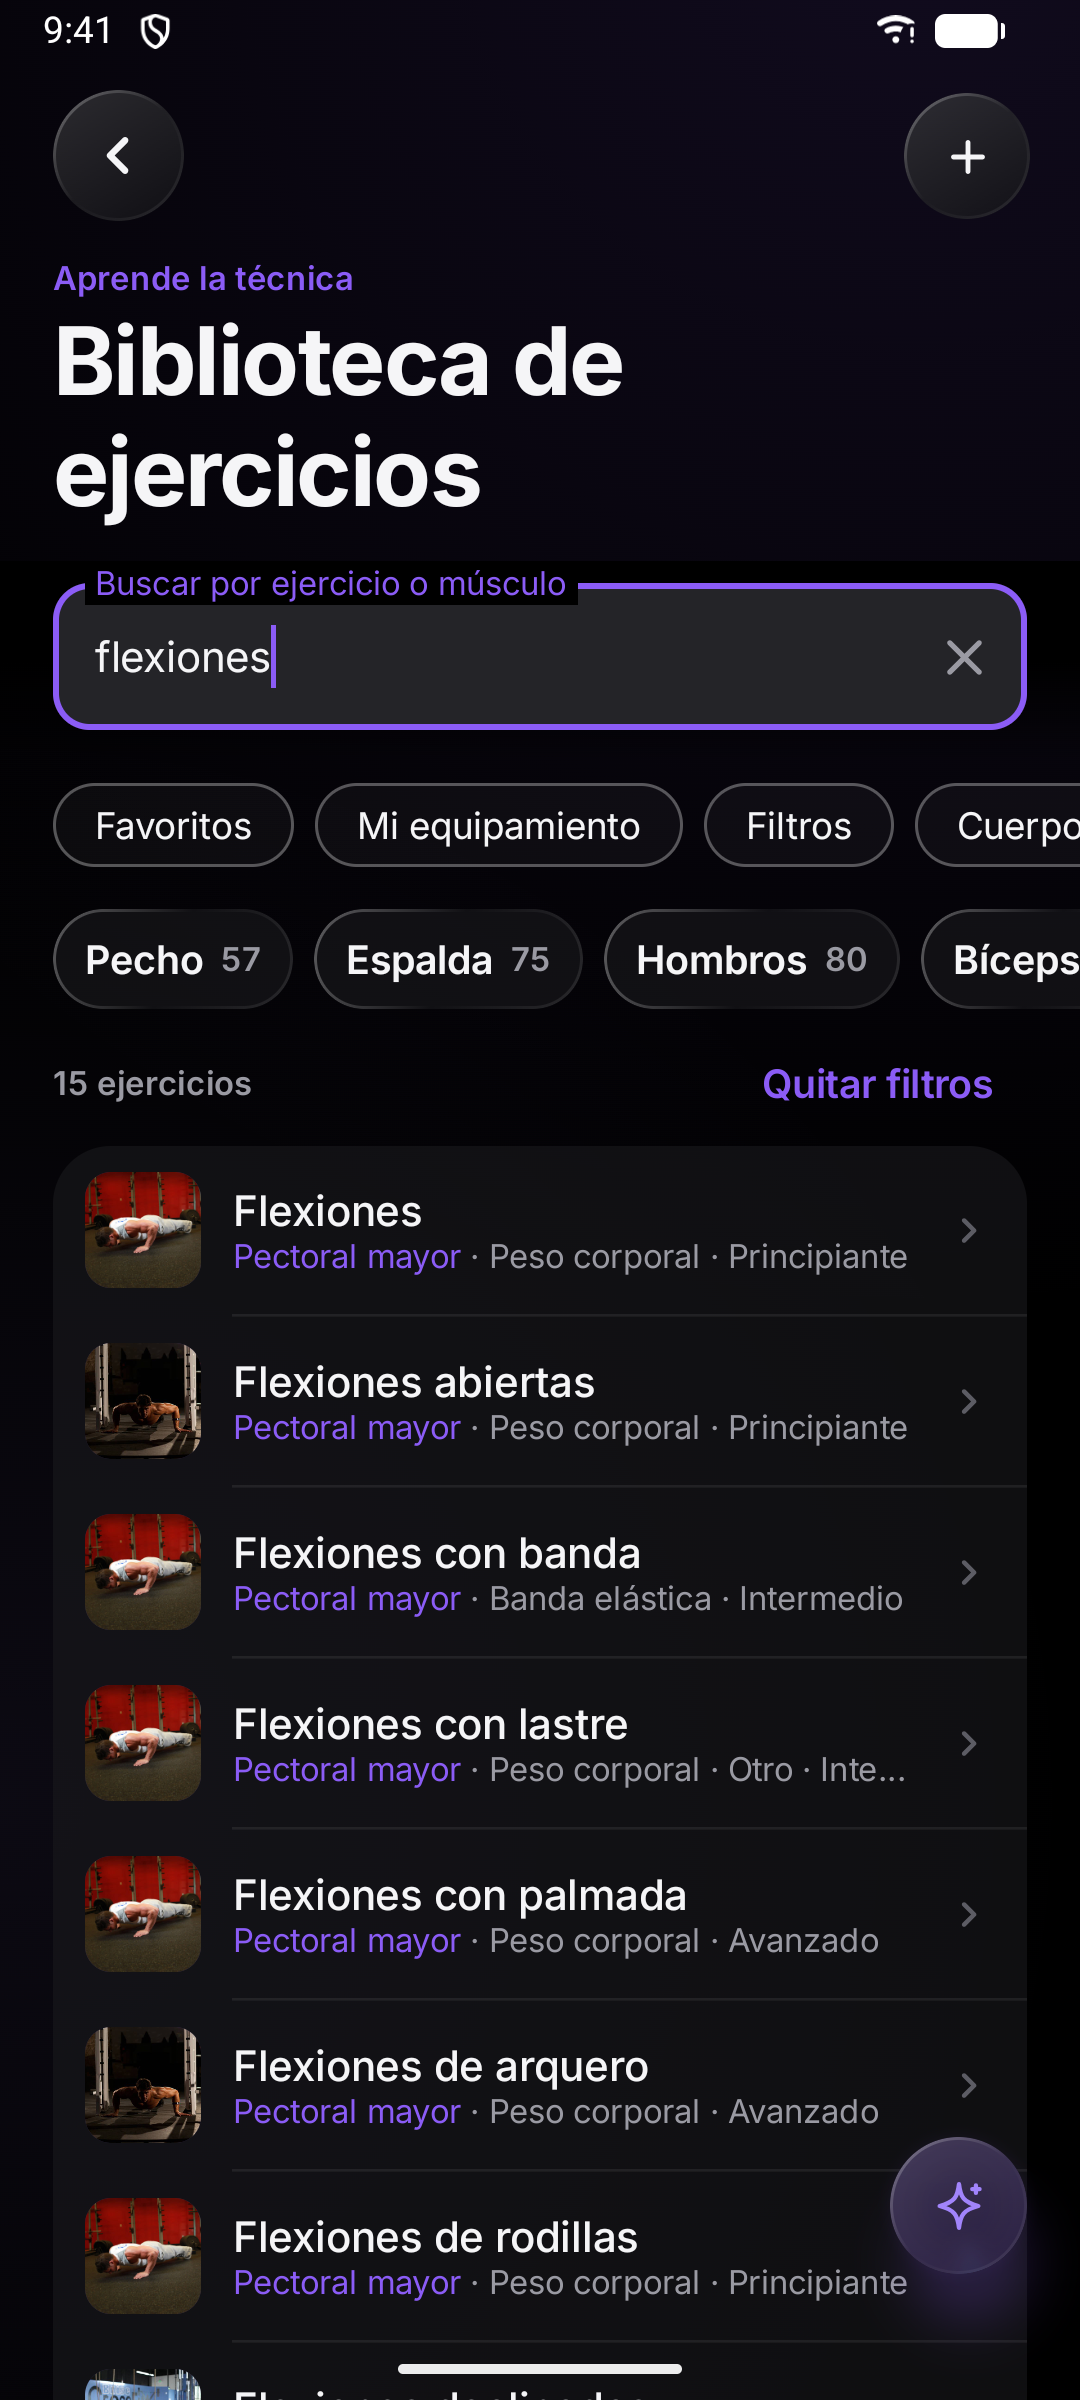 9:41
Aprende la técnica
Biblioteca de
ejercicios
Buscar por ejercicio o músculo
flexiones
Favoritos
Mi equipamiento
Filtros
Cuerpo
Pecho 57
Espalda 75
Hombros 80
Bíceps
15 ejercicios
Quitar filtros
Flexiones
Pectoral mayor · Peso corporal · Principiante
Flexiones abiertas
Pectoral mayor · Peso corporal · Principiante
Flexiones con banda
Pectoral mayor · Banda elástica · Intermedio
Flexiones con lastre
Pectoral mayor · Peso corporal · Otro · Inte...
Flexiones con palmada
Pectoral mayor · Peso corporal · Avanzado
Flexiones de arquero
Pectoral mayor · Peso corporal · Avanzado
Flexiones de rodillas
Pectoral mayor · Peso corporal · Principiante